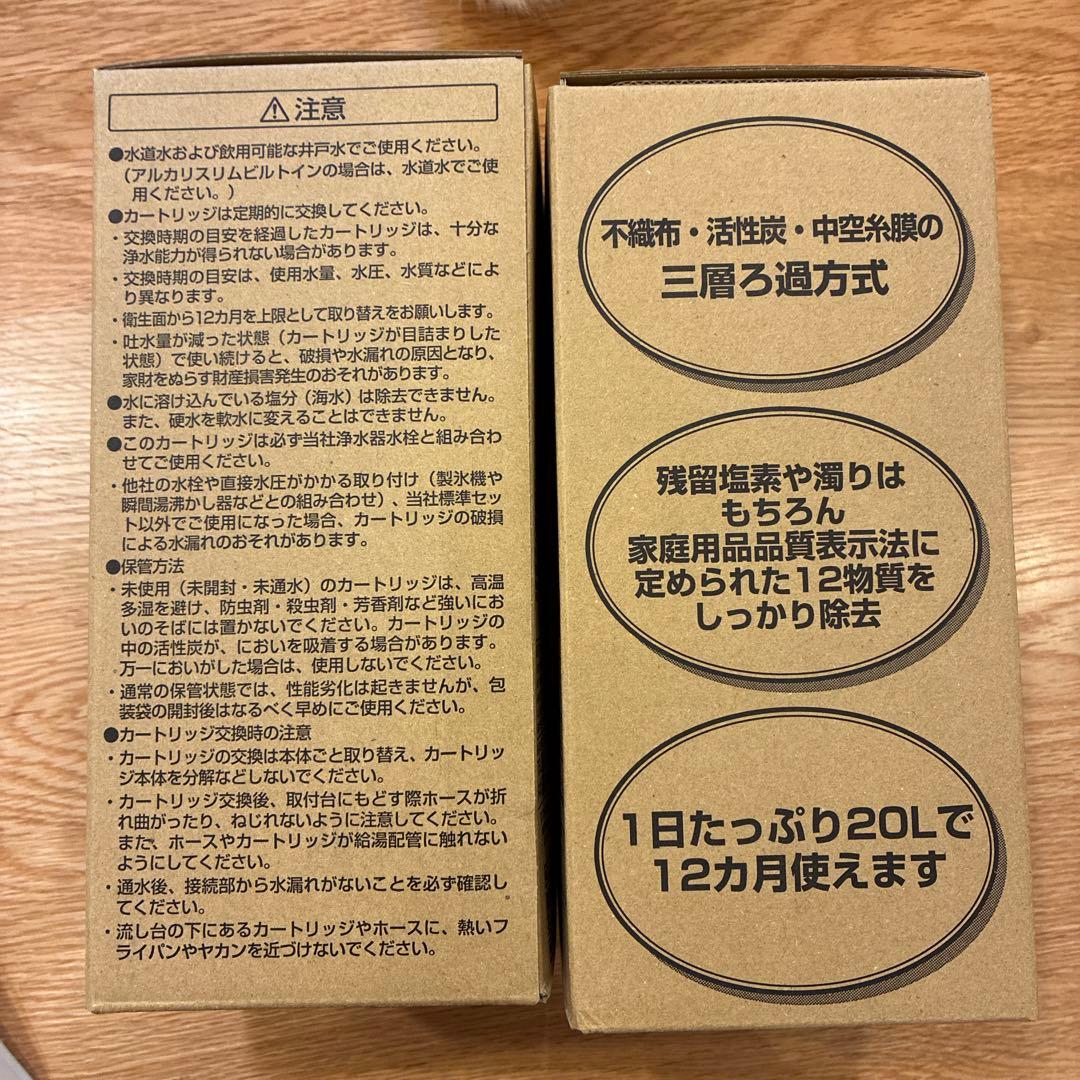 ⚠注意
●水道水および飲用可能な井戸水でご使用ください。
(アルカリスリムビルトインの場合は、水道水でご使
用ください。)
●カートリッジは定期的に交換してください。
・交換時期の目安を経過したカートリッジは、十分な
浄水能力が得られない場合があります。
・交換時期の目安は、使用水量、水圧、水質などによ
り異なります。
・衛生面から12カ月を上限として取り替えをお願いします。
・吐水量が減った状態（カートリッジが目詰まりした
状態）で使い続けると、破損や水漏れの原因となり、
家財をぬらす財産損害発生のおそれがあります。
●水に溶け込んでいる塩分（海水）は除去できません。
また、硬水を軟水に変えることはできません。
●このカートリッジは必ず当社浄水器水栓と組み合わ
せてご使用ください。
・他社の水栓や直接水圧がかかる取り付け（製氷機や
瞬間湯沸かし器などとの組み合わせ）、当社標準セッ
ト以外でご使用になった場合、カートリッジの破損
による水漏れのおそれがあります。
●保管方法
・未使用（未開封・未通水）のカートリッジは、高温
多湿を避け、防虫剤・殺虫剤・芳香剤など強いにお
いのそばには置かないでください。カートリッジの
中の活性炭が、においを吸着する場合があります。
万一においがした場合は、使用しないでください。
・通常の保管状態では、性能劣化は起きませんが、包
装袋の開封後はなるべく早めにご使用ください。
●カートリッジ交換時の注意
・カートリッジの交換は本体ごと取り替え、カートリッ
ジ本体を分解などしないでください。
・カートリッジ交換後、取付台にもどす際ホースが折
れ曲がったり、ねじれないように注意してください。
また、ホースやカートリッジが給湯配管に触れない
ようにしてください。
・通水後、接続部から水漏れがないことを必ず確認し
てください。
・流し台の下にあるカートリッジやホースに、熱いフ
ライパンやヤカンを近づけないでください。
不織布・活性炭・中空糸膜の
三層ろ過方式
残留塩素や濁りは
もちろん
家庭用品品質表示法に
定められた12物質を
しっかり除去
1日たっぷり20Lで
12カ月使えます